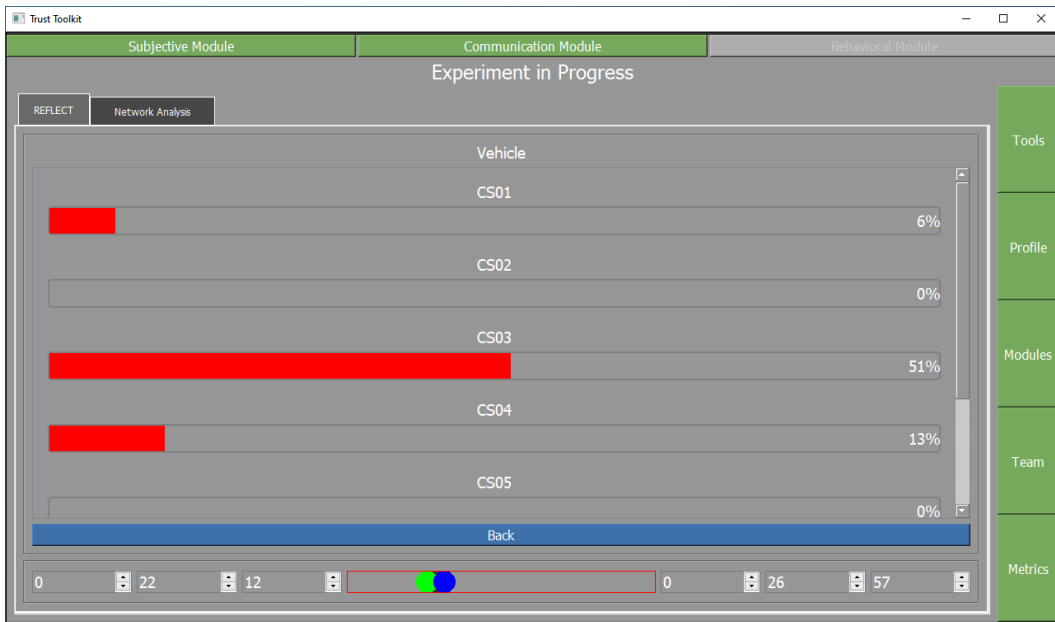 Trust Toolkit
Subjective Module
Communication Module
Behavioral Module
Experiment in Progress
REFLECT
Network Analysis
Vehicle
CS01
6%
CS02
0%
CS03
51%
CS04
13%
CS05
0%
Back
0 22 12 0 26 57
Tools
Profile
Modules
Team
Metrics